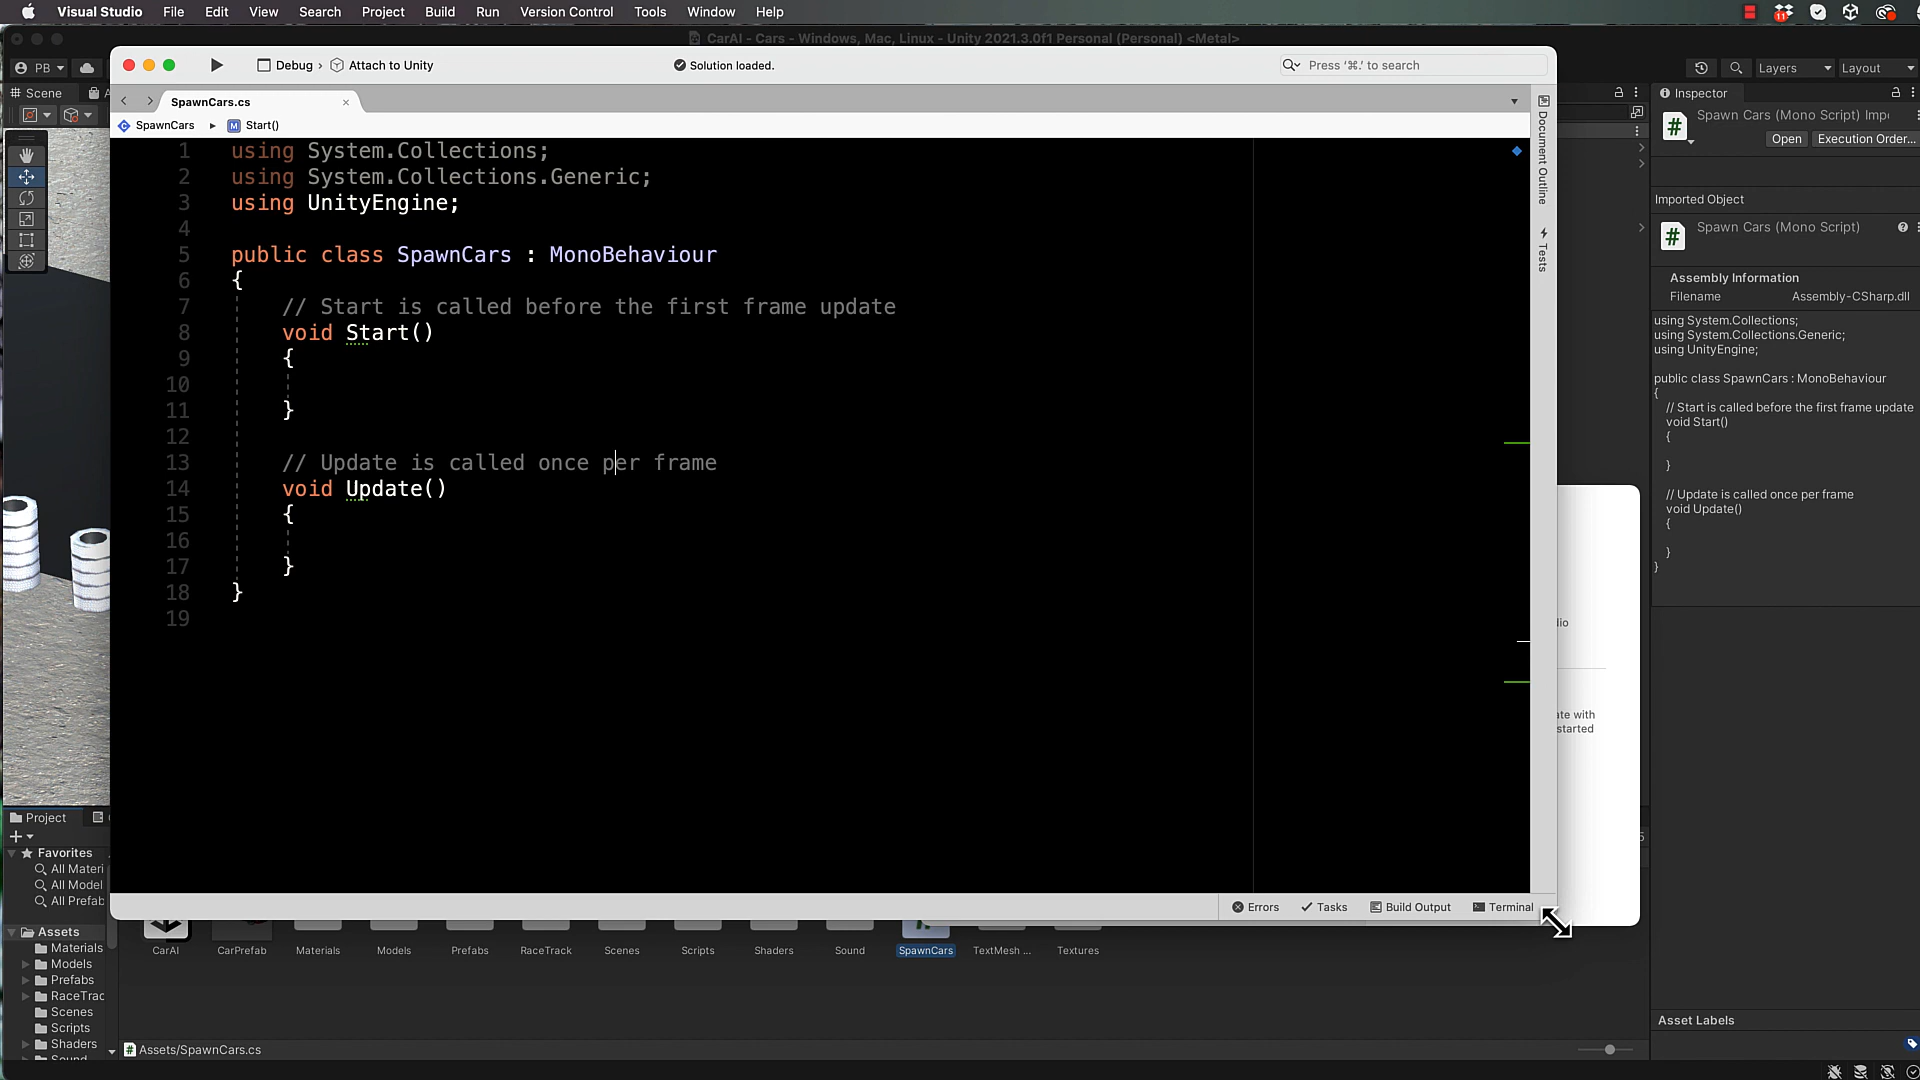 Visual Studio File Edit View Search Project Build Run Version Control Tools Window Help
11
CarAI - Cars - Windows, Mac, Linux - Unity 2021.3.0f1 Personal (Personal) <Metal>
PB
Debug › Attach to Unity
Solution loaded.
Press '⌘.' to search
Layers
Layout
Scene
SpawnCars.cs
SpawnCars ▸ Start()
1 using System.Collections;
2 using System.Collections.Generic;
3 using UnityEngine;
4
5 public class SpawnCars : MonoBehaviour
6 {
7 // Start is called before the first frame update
8 void Start()
9 {
10
11 }
12
13 // Update is called once per frame
14 void Update()
15 {
16
17 }
18 }
19
Document Outline
Tests
Inspector
Spawn Cars (Mono Script) Imp
Open
Execution Order...
Imported Object
Spawn Cars (Mono Script)
Assembly Information
Filename Assembly-CSharp.dll
using System.Collections;
using System.Collections.Generic;
using UnityEngine;
public class SpawnCars : MonoBehaviour
{
// Start is called before the first frame update
void Start()
{
}
// Update is called once per frame
void Update()
{
}
}
with
started
Project
Favorites
All Materi
All Model
All Prefab
Assets
Materials
Models
Prefabs
RaceTrac
Scenes
Scripts
Shaders
Errors
Tasks
Build Output
Terminal
CarAI CarPrefab Materials Models Prefabs RaceTrack Scenes Scripts Shaders Sound SpawnCars TextMesh ... Textures
Assets/SpawnCars.cs
Asset Labels